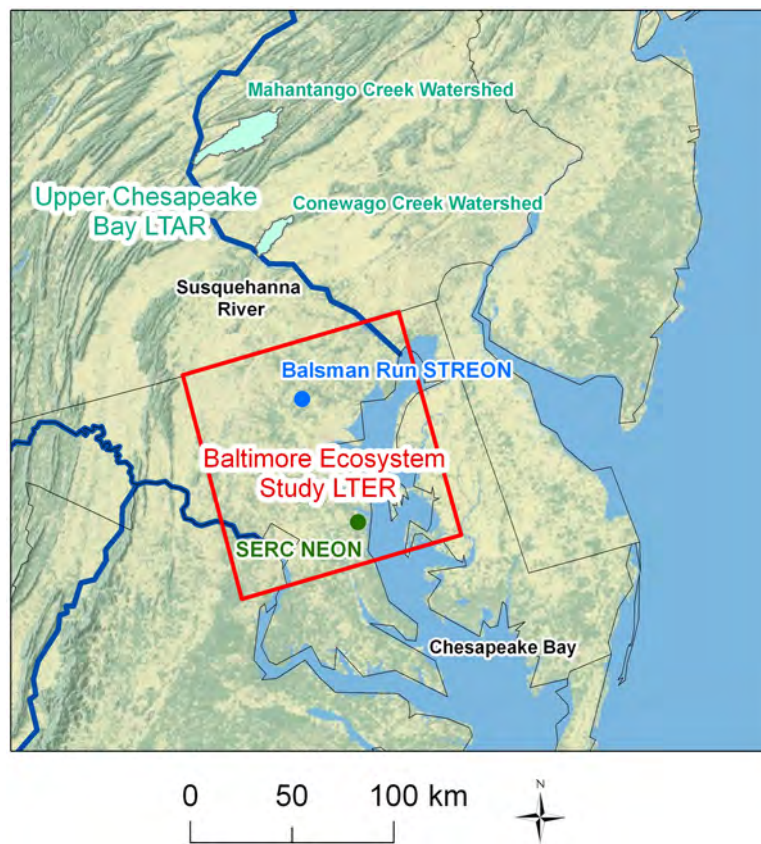 Mahantango Creek Watershed
Upper Chesapeake
Bay LTAR
Conewago Creek Watershed
Susquehanna
River
Balsman Run STREON
Baltimore Ecosystem
Study LTER
SERC NEON
Chesapeake Bay
0 50 100 km
N